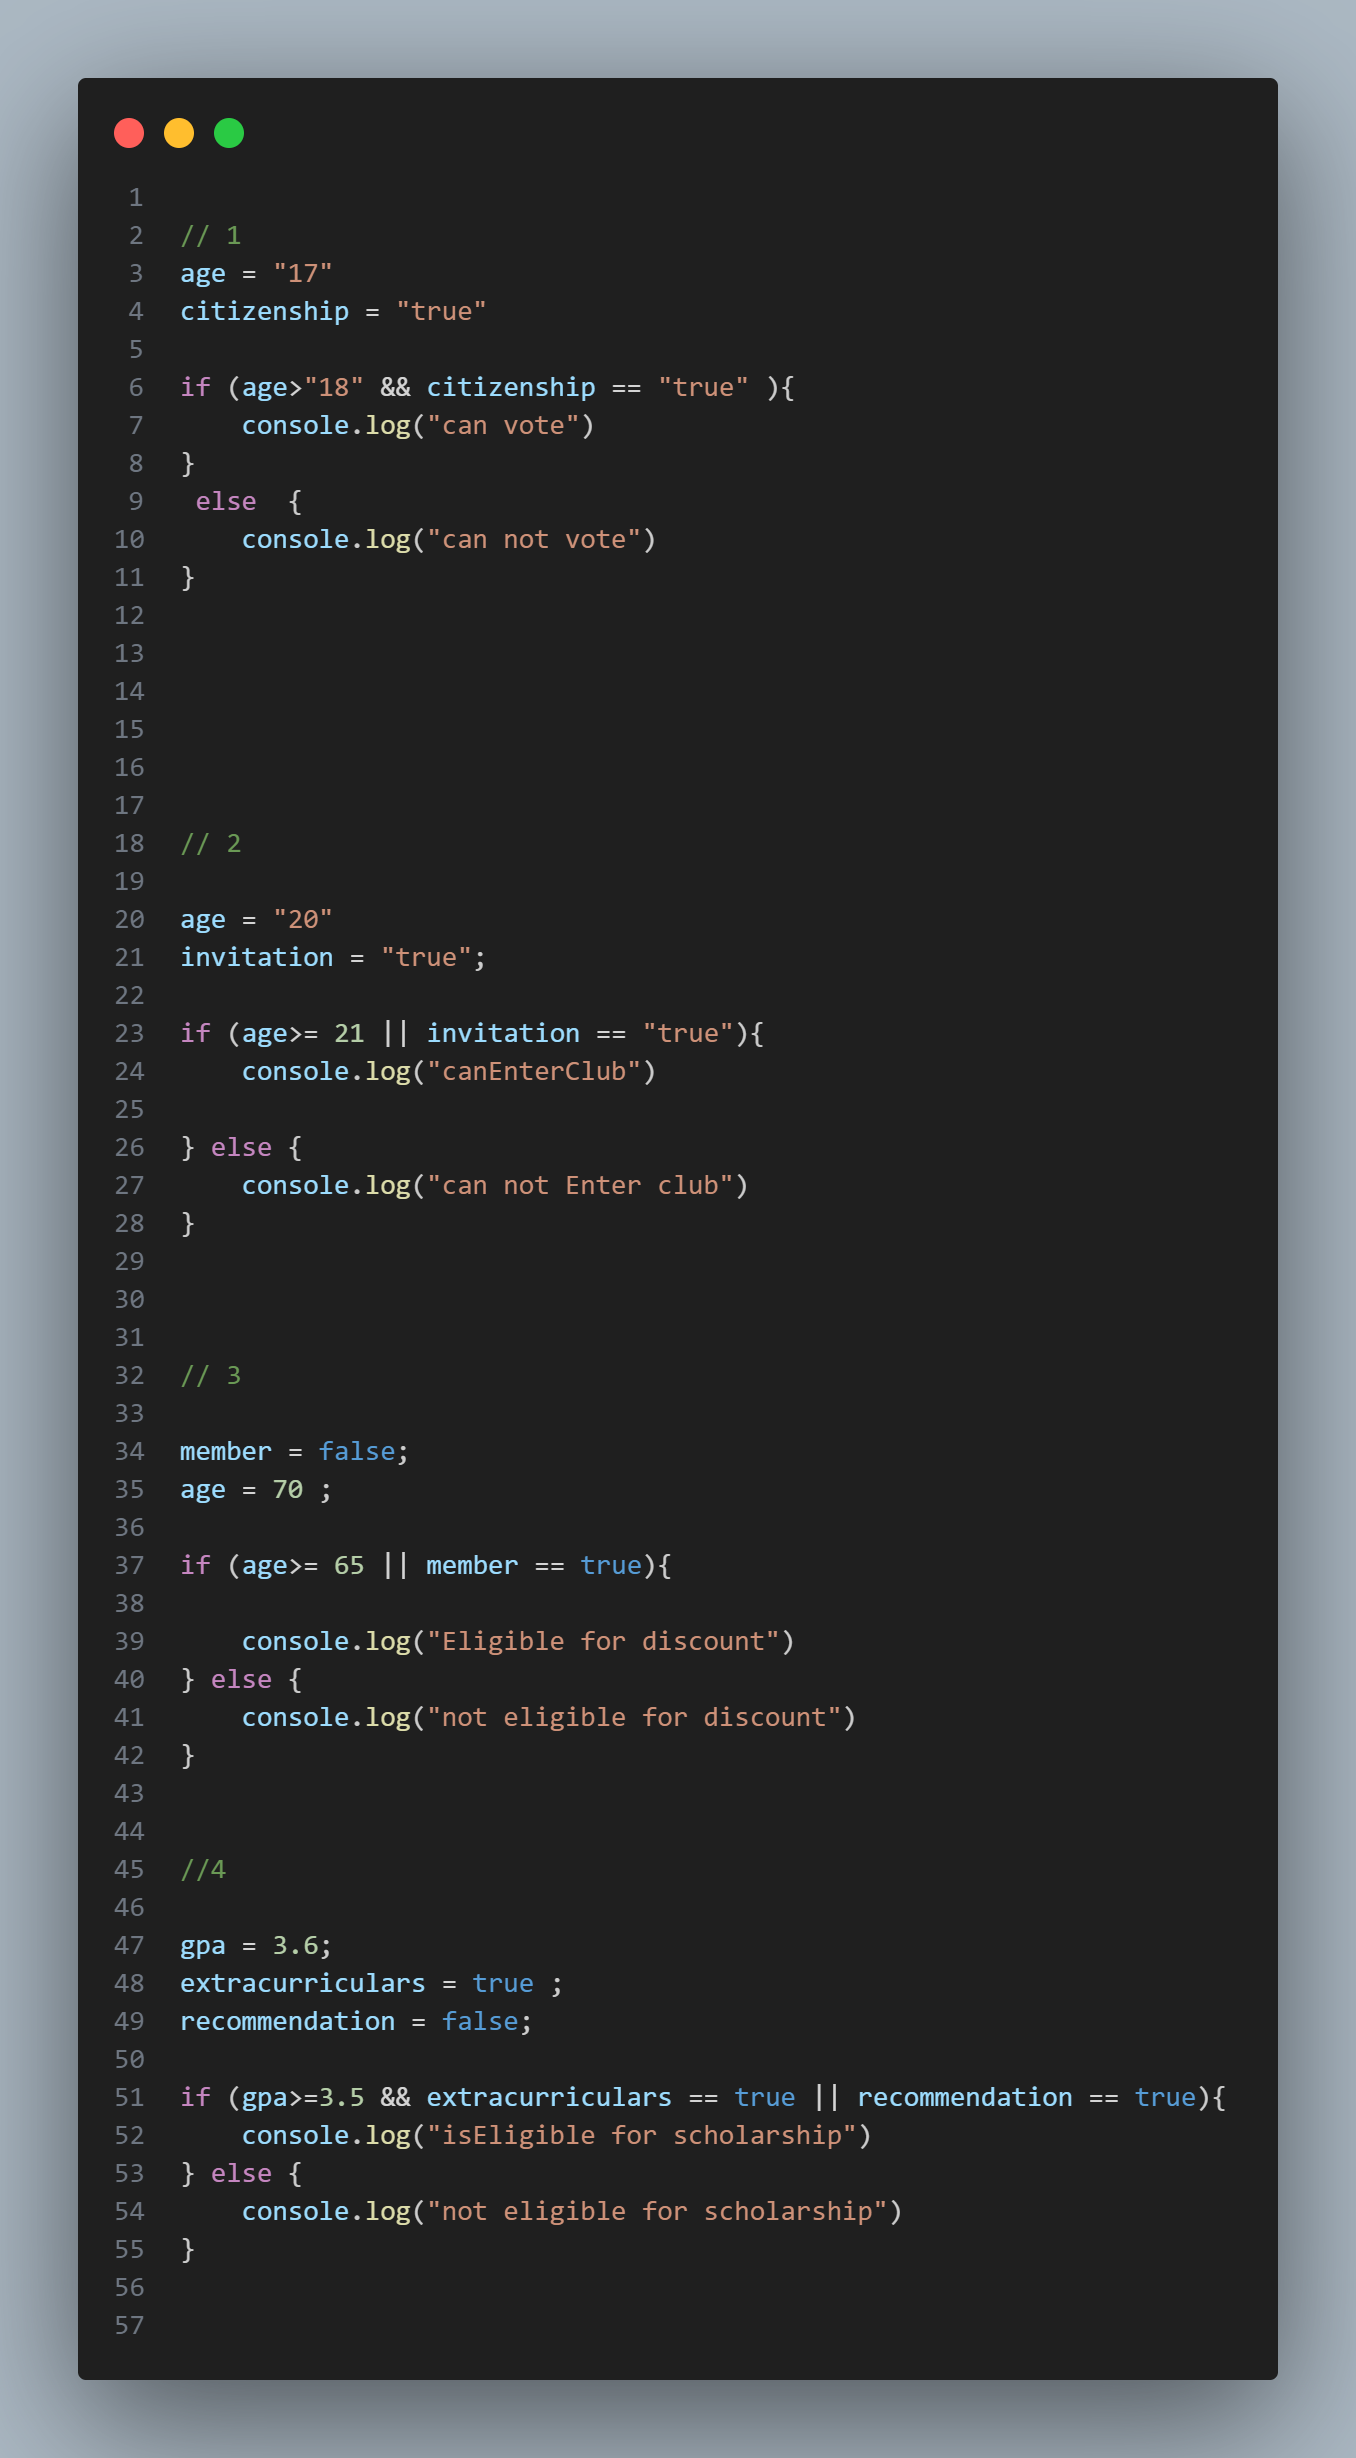 1
2 // 1
3 age = "17"
4 citizenship = "true"
5
6 if (age>"18" && citizenship == "true" ){
7     console.log("can vote")
8 }
9  else  {
10     console.log("can not vote")
11 }
12
13
14
15
16
17
18 // 2
19
20 age = "20"
21 invitation = "true";
22
23 if (age>= 21 || invitation == "true"){
24     console.log("canEnterClub")
25
26 } else {
27     console.log("can not Enter club")
28 }
29
30
31
32 // 3
33
34 member = false;
35 age = 70 ;
36
37 if (age>= 65 || member == true){
38
39     console.log("Eligible for discount")
40 } else {
41     console.log("not eligible for discount")
42 }
43
44
45 //4
46
47 gpa = 3.6;
48 extracurriculars = true ;
49 recommendation = false;
50
51 if (gpa>=3.5 && extracurriculars == true || recommendation == true){
52     console.log("isEligible for scholarship")
53 } else {
54     console.log("not eligible for scholarship")
55 }
56
57